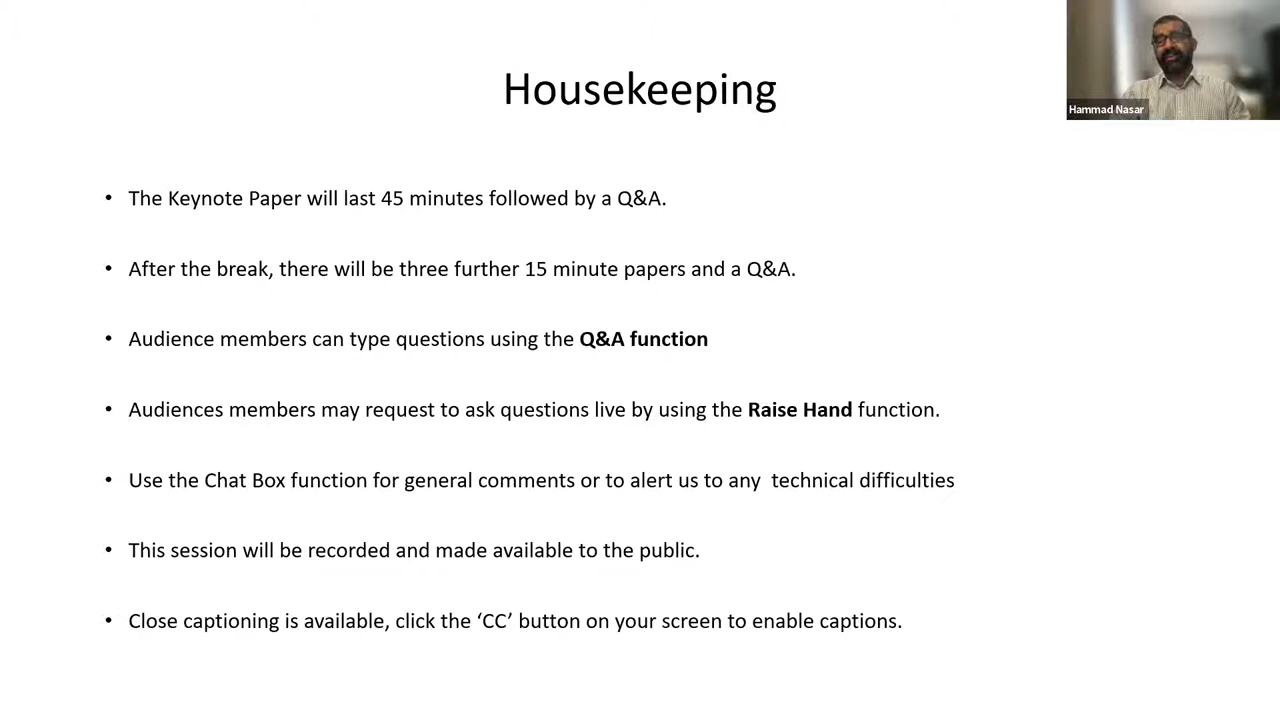 Housekeeping
Hammad Nasar
• The Keynote Paper will last 45 minutes followed by a Q&A.
• After the break, there will be three further 15 minute papers and a Q&A.
• Audience members can type questions using the Q&A function
• Audiences members may request to ask questions live by using the Raise Hand function.
• Use the Chat Box function for general comments or to alert us to any  technical difficulties
• This session will be recorded and made available to the public.
• Close captioning is available, click the ‘CC’ button on your screen to enable captions.